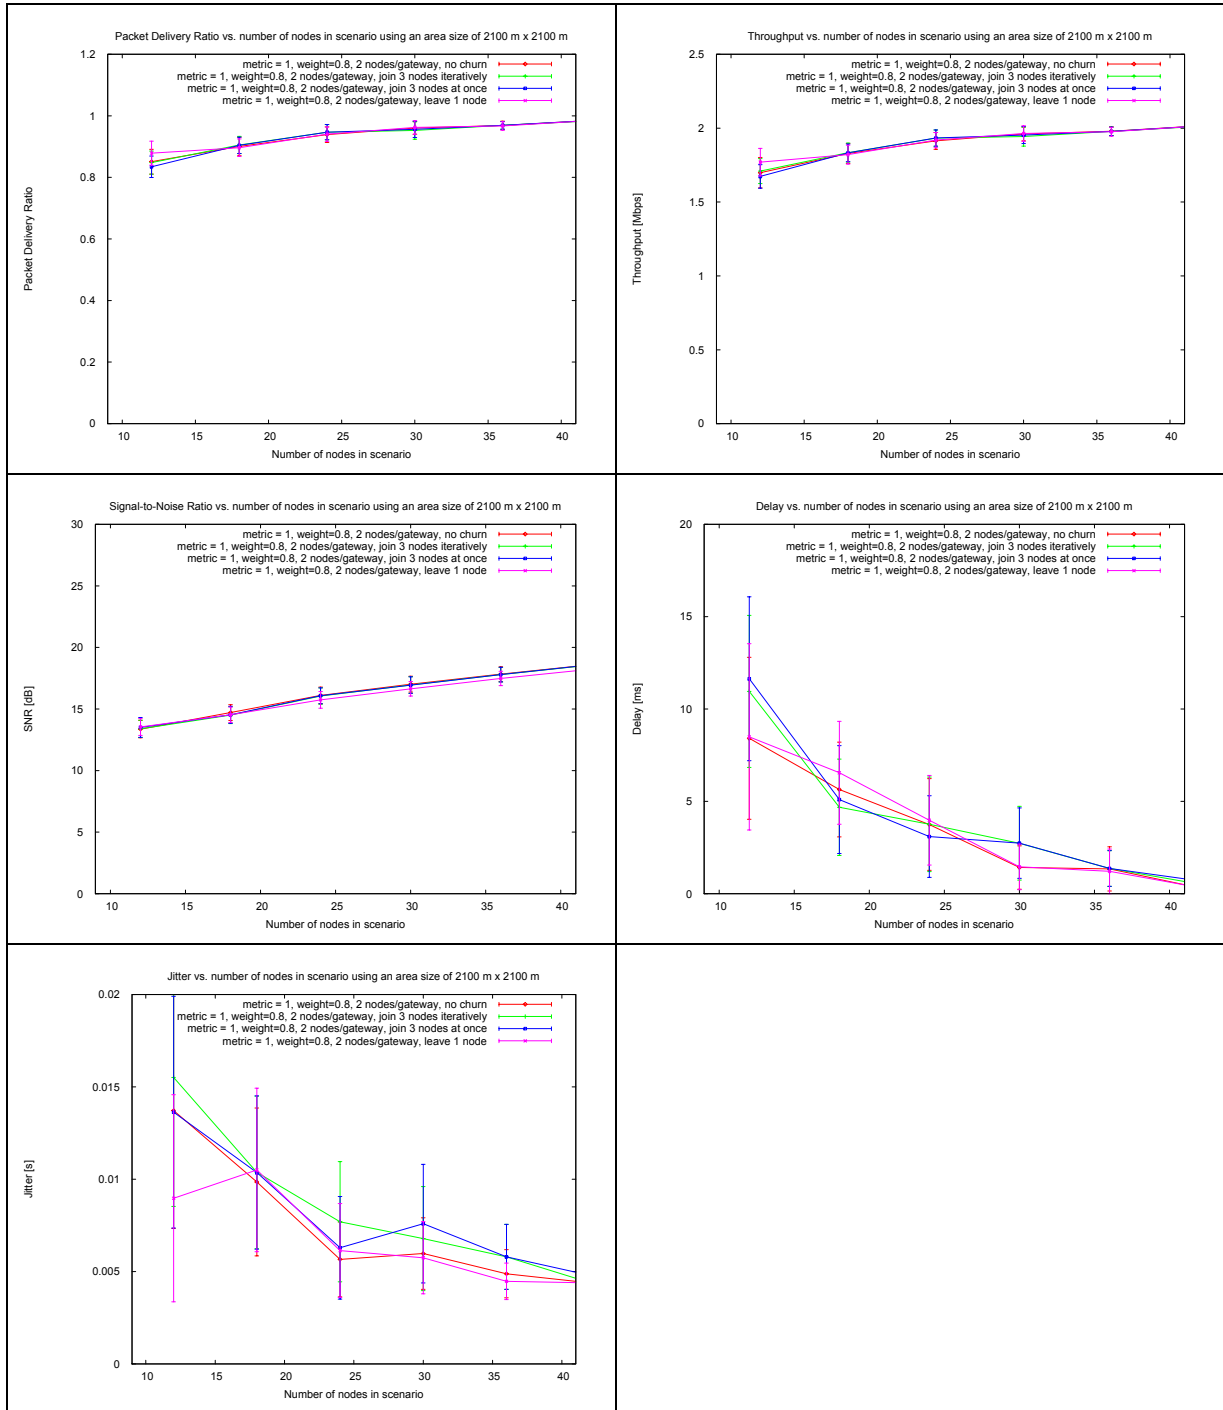 Packet Delivery Ratio vs. number of nodes in scenario using an area size of 2100 m x 2100 m
metric = 1, weight=0.8, 2 nodes/gateway, no churn
metric = 1, weight=0.8, 2 nodes/gateway, join 3 nodes iteratively
metric = 1, weight=0.8, 2 nodes/gateway, join 3 nodes at once
metric = 1, weight=0.8, 2 nodes/gateway, leave 1 node
1.2
1
0.8
0.6
0.4
0.2
0
Packet Delivery Ratio
10 15 20 25 30 35 40
Number of nodes in scenario
Throughput vs. number of nodes in scenario using an area size of 2100 m x 2100 m
metric = 1, weight=0.8, 2 nodes/gateway, no churn
metric = 1, weight=0.8, 2 nodes/gateway, join 3 nodes iteratively
metric = 1, weight=0.8, 2 nodes/gateway, join 3 nodes at once
metric = 1, weight=0.8, 2 nodes/gateway, leave 1 node
2.5
2
1.5
1
0.5
0
Throughput [Mbps]
10 15 20 25 30 35 40
Number of nodes in scenario
Signal-to-Noise Ratio vs. number of nodes in scenario using an area size of 2100 m x 2100 m
metric = 1, weight=0.8, 2 nodes/gateway, no churn
metric = 1, weight=0.8, 2 nodes/gateway, join 3 nodes iteratively
metric = 1, weight=0.8, 2 nodes/gateway, join 3 nodes at once
metric = 1, weight=0.8, 2 nodes/gateway, leave 1 node
30
25
20
15
10
5
0
SNR [dB]
10 15 20 25 30 35 40
Number of nodes in scenario
Delay vs. number of nodes in scenario using an area size of 2100 m x 2100 m
metric = 1, weight=0.8, 2 nodes/gateway, no churn
metric = 1, weight=0.8, 2 nodes/gateway, join 3 nodes iteratively
metric = 1, weight=0.8, 2 nodes/gateway, join 3 nodes at once
metric = 1, weight=0.8, 2 nodes/gateway, leave 1 node
20
15
10
5
0
Delay [ms]
10 15 20 25 30 35 40
Number of nodes in scenario
Jitter vs. number of nodes in scenario using an area size of 2100 m x 2100 m
metric = 1, weight=0.8, 2 nodes/gateway, no churn
metric = 1, weight=0.8, 2 nodes/gateway, join 3 nodes iteratively
metric = 1, weight=0.8, 2 nodes/gateway, join 3 nodes at once
metric = 1, weight=0.8, 2 nodes/gateway, leave 1 node
0.02
0.015
0.01
0.005
0
Jitter [s]
10 15 20 25 30 35 40
Number of nodes in scenario